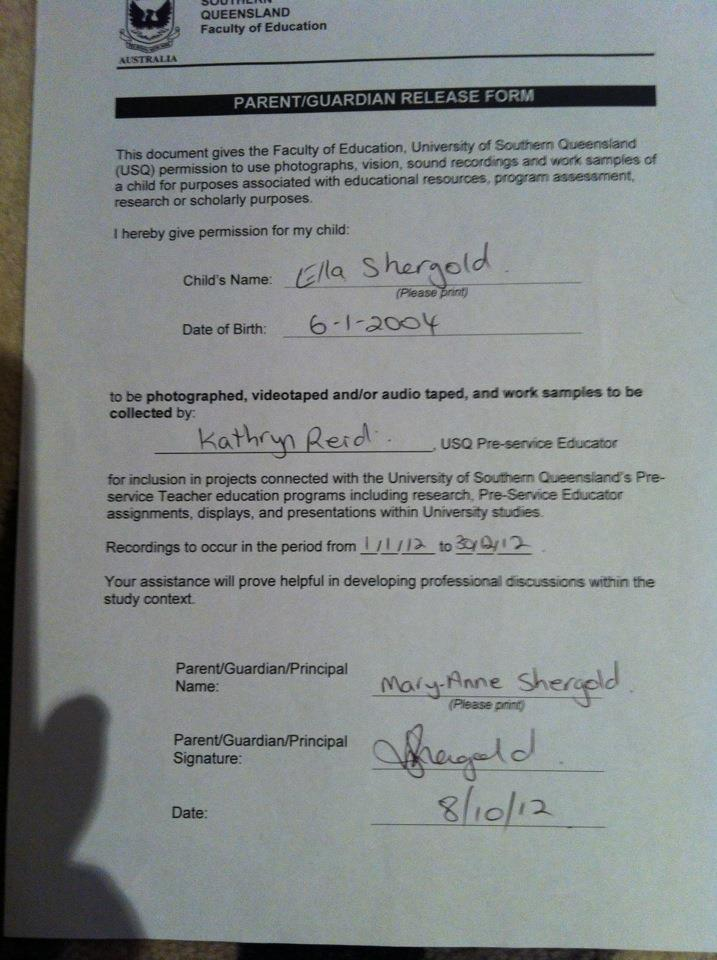 SOUTHERN
QUEENSLAND
Faculty of Education
AUSTRALIA
PARENT/GUARDIAN RELEASE FORM
This document gives the Faculty of Education, University of Southern Queensland
(USQ) permission to use photographs, vision, sound recordings and work samples of
a child for purposes associated with educational resources, program assessment,
research or scholarly purposes.
I hereby give permission for my child:
Child's Name: Ella Shergold.
(Please print)
Date of Birth: 6-1-2004
to be photographed, videotaped and/or audio taped, and work samples to be
collected by:
Kathryn Reid. , USQ Pre-service Educator
for inclusion in projects connected with the University of Southern Queensland's Pre-
service Teacher education programs including research, Pre-Service Educator
assignments, displays, and presentations within University studies.
Recordings to occur in the period from 1/1/12 to 30/12/12 .
Your assistance will prove helpful in developing professional discussions within the
study context.
Parent/Guardian/Principal
Name: Mary-Anne Shergold.
(Please print)
Parent/Guardian/Principal
Signature: Shergold.
Date: 8/10/12